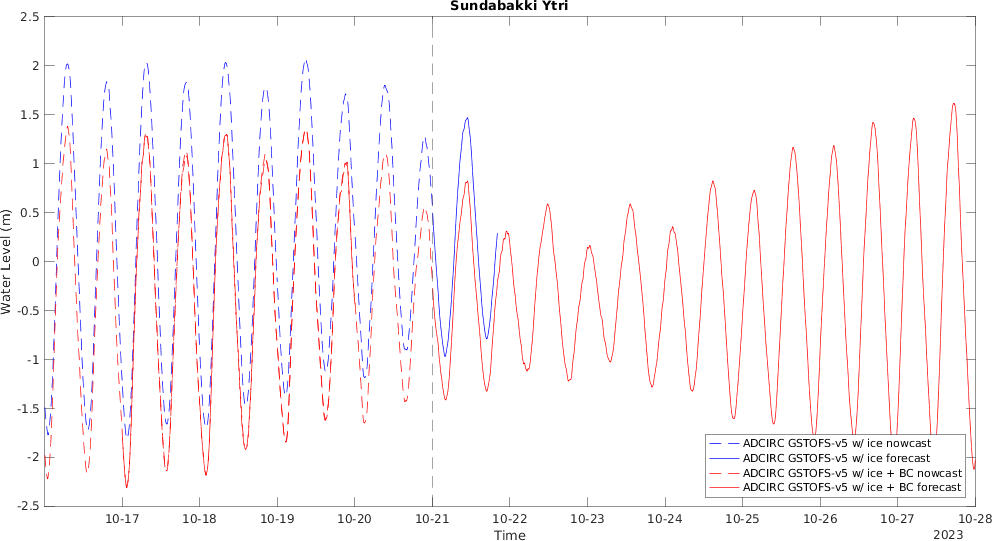 Sundabakki Ytri
2.5
2
1.5
1
0.5
0
-0.5
-1
-1.5
-2
-2.5
Water Level (m)
10-17 10-18 10-19 10-20 10-21 10-22 10-23 10-24 10-25 10-26 10-27 10-28
Time
2023
ADCIRC GSTOFS-v5 w/ ice nowcast
ADCIRC GSTOFS-v5 w/ ice forecast
ADCIRC GSTOFS-v5 w/ ice + BC nowcast
ADCIRC GSTOFS-v5 w/ ice + BC forecast